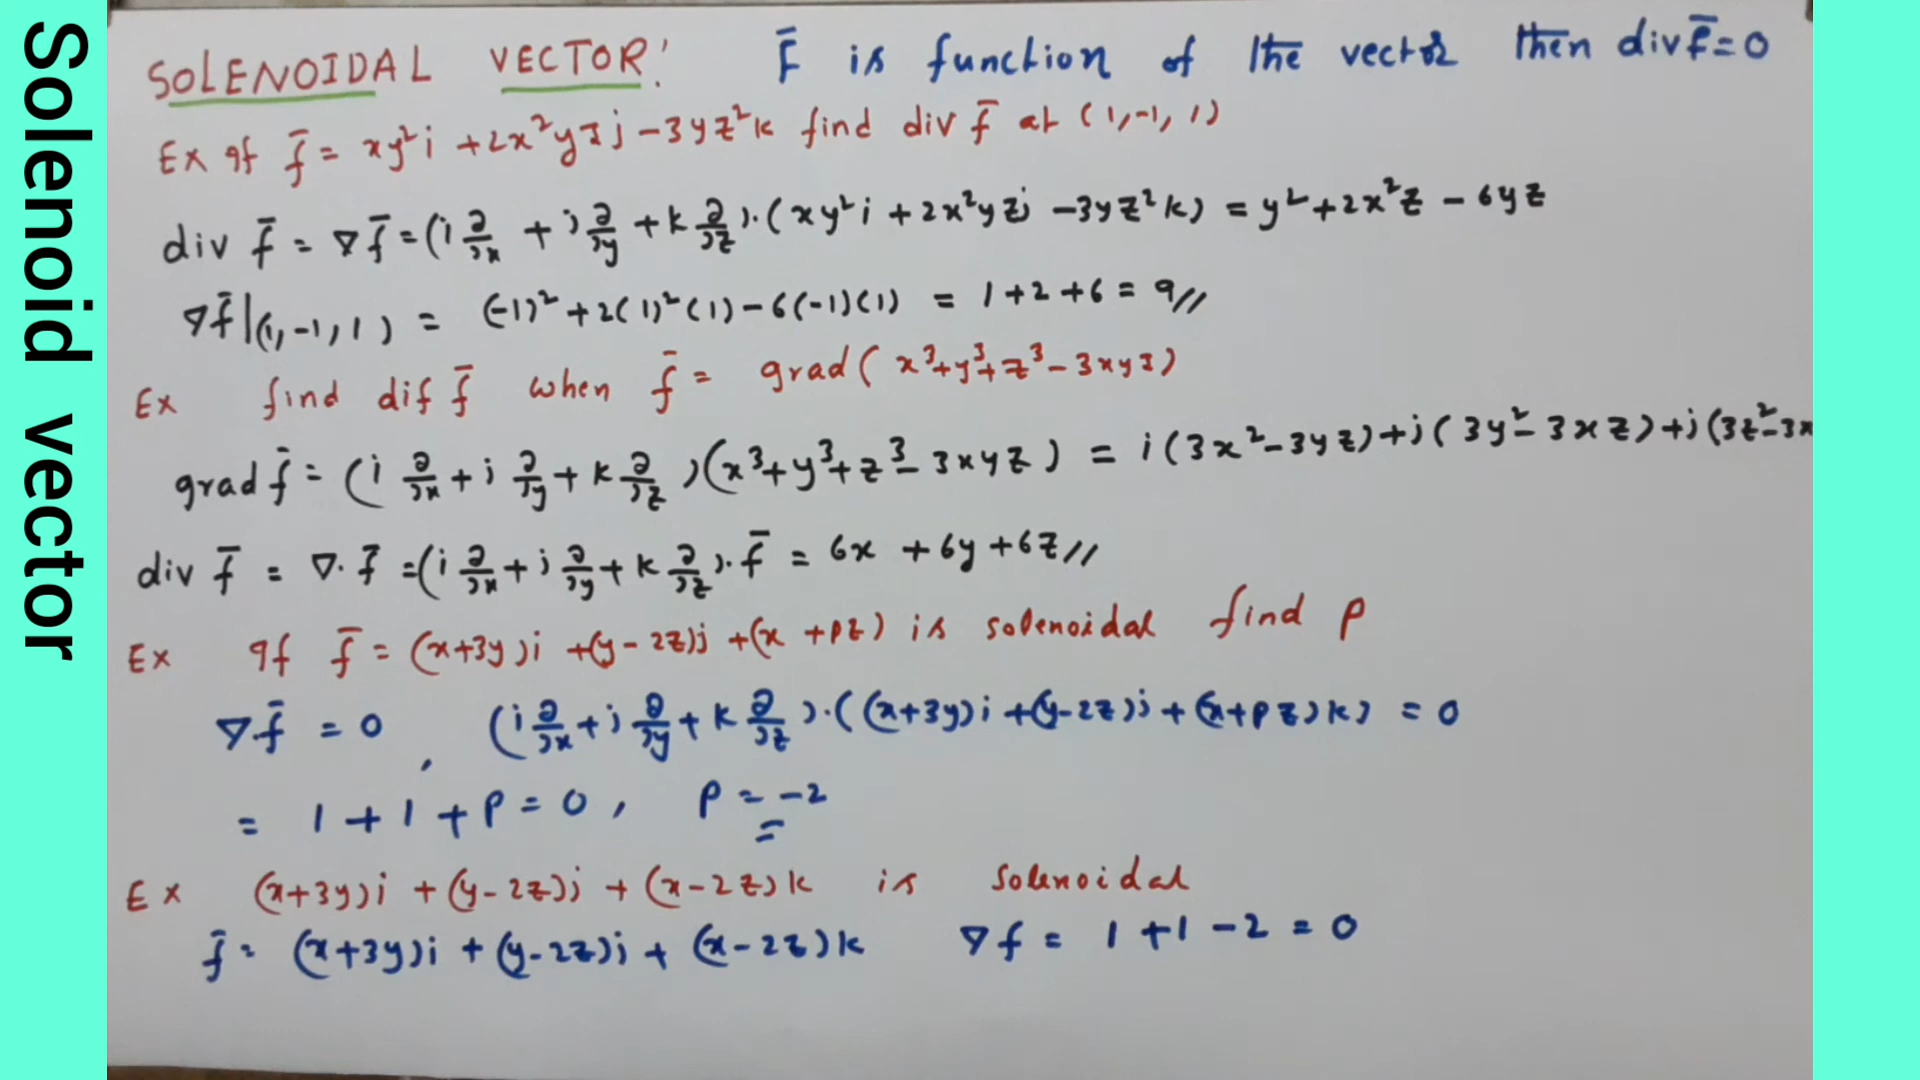 Solenoid vector
SOLENOIDAL VECTOR: F̄ is function of the vector then div F̄ = 0
Ex If f̄ = xy²i + 2x²yzj - 3yz²k find div f̄ at (1,-1,1)
div f̄ = ∇f̄ = (i ∂/∂x + j ∂/∂y + k ∂/∂z).(xy²i + 2x²yzj - 3yz²k) = y² + 2x²z - 6yz
∇f̄|(1,-1,1) = (-1)² + 2(1)²(1) - 6(-1)(1) = 1+2+6 = 9//
Ex find dif f̄ when f̄ = grad(x³+y³+z³-3xyz)
grad f̄ = (i ∂/∂x + j ∂/∂y + k ∂/∂z)(x³+y³+z³-3xyz) = i(3x²-3yz)+j(3y²-3xz)+j(3z²-3x
div f̄ = ∇.f̄ = (i ∂/∂x + j ∂/∂y + k ∂/∂z).f̄ = 6x + 6y + 6z//
Ex If f̄ = (x+3y)i + (y-2z)j + (x+pz) is solenoidal find p
∇.f̄ = 0, (i ∂/∂x + j ∂/∂y + k ∂/∂z).((x+3y)i + (y-2z)j + (x+pz)k) = 0
= 1 + 1 + p = 0, p = -2
Ex (x+3y)i + (y-2z)j + (x-2z)k is solenoidal
f̄ = (x+3y)i + (y-2z)j + (x-2z)k ∇f = 1 + 1 - 2 = 0